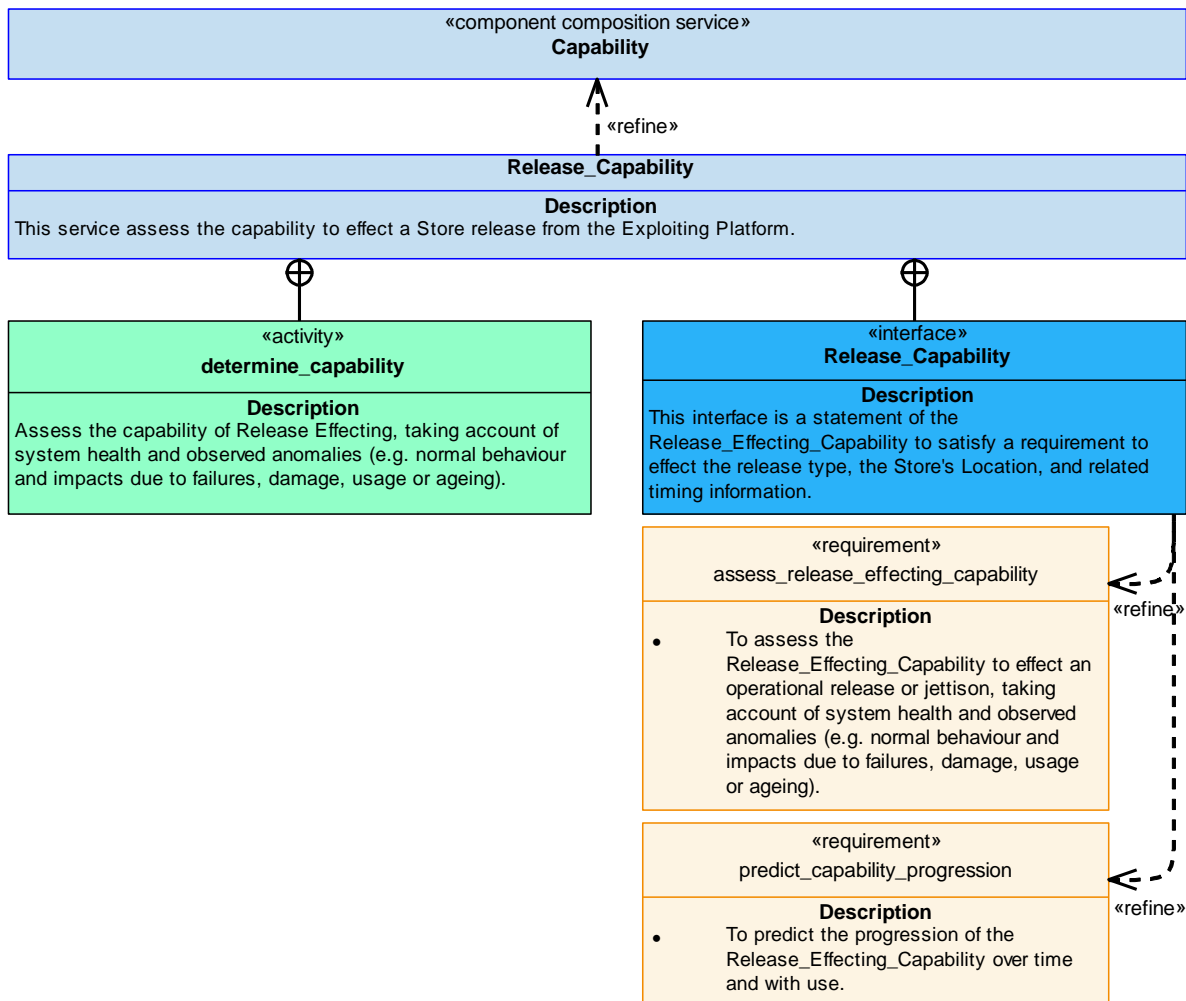 «component composition service»
Capability
«refine»
Release_Capability
Description
This service assess the capability to effect a Store release from the Exploiting Platform.
«activity»
determine_capability
Description
Assess the capability of Release Effecting, taking account of
system health and observed anomalies (e.g. normal behaviour
and impacts due to failures, damage, usage or ageing).
«interface»
Release_Capability
Description
This interface is a statement of the
Release_Effecting_Capability to satisfy a requirement to
effect the release type, the Store's Location, and related
timing information.
«requirement»
assess_release_effecting_capability
«refine»
Description
• To assess the
Release_Effecting_Capability to effect an
operational release or jettison, taking
account of system health and observed
anomalies (e.g. normal behaviour and
impacts due to failures, damage, usage
or ageing).
«requirement»
predict_capability_progression
«refine»
Description
• To predict the progression of the
Release_Effecting_Capability over time
and with use.